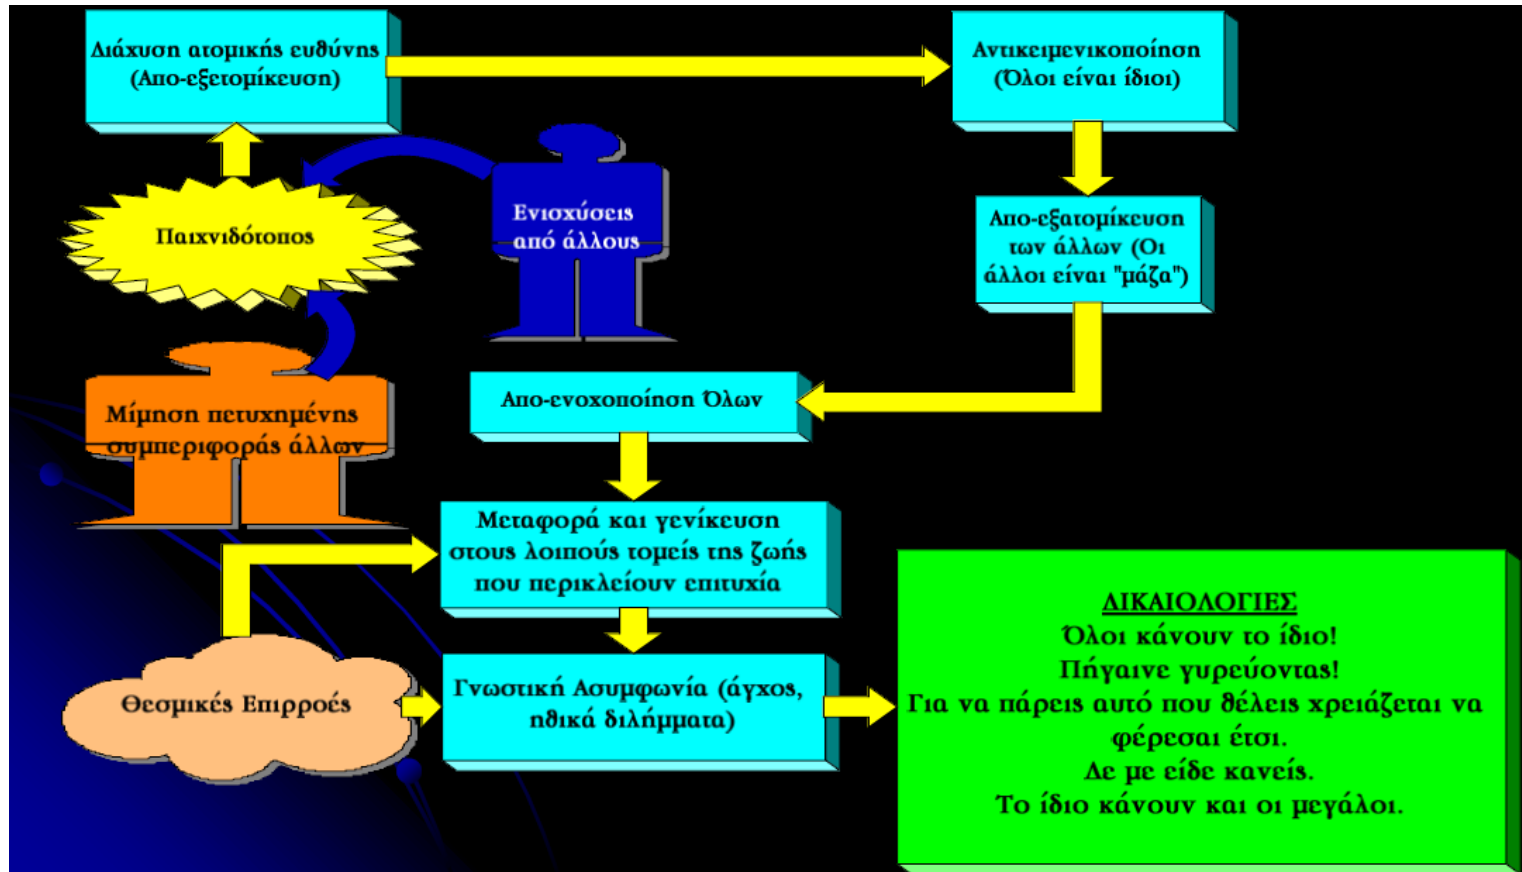 Διάχυση ατομικής ευθύνης
(Απο-εξετομίκευση)
Αντικειμενικοποίηση
(Όλοι είναι ίδιοι)
Παιχνιδότοπος
Ενισχύσεις
από άλλους
Απο-εξατομίκευση
των άλλων (Οι
άλλοι είναι "μάζα")
Μίμηση πετυχημένης
συμπεριφοράς άλλων
Απο-ενοχοποίηση Όλων
Μεταφορά και γενίκευση
στους λοιπούς τομείς της ζωής
που περικλείουν επιτυχία
Θεσμικές Επιρροές
Γνωστική Ασυμφωνία (άγχος,
ηθικά διλήμματα)
ΔΙΚΑΙΟΛΟΓΙΕΣ
Όλοι κάνουν το ίδιο!
Πήγαινε γυρεύοντας!
Για να πάρεις αυτό που θέλεις χρειάζεται να
φέρεσαι έτσι.
Δε με είδε κανείς.
Το ίδιο κάνουν και οι μεγάλοι.